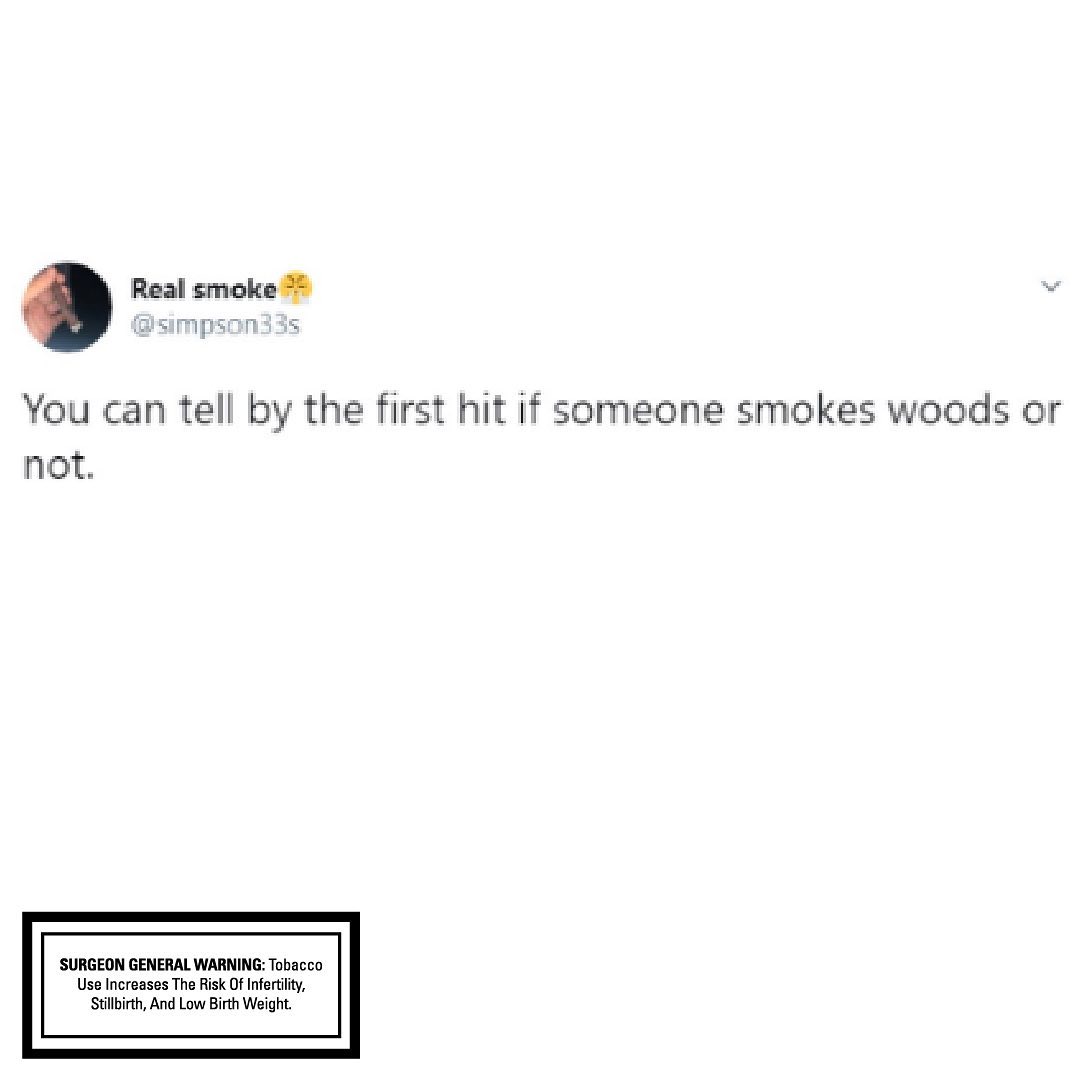 Real smoke😤
@simpson33s
You can tell by the first hit if someone smokes woods or
not.
SURGEON GENERAL WARNING: Tobacco
Use Increases The Risk Of Infertility,
Stillbirth, And Low Birth Weight.